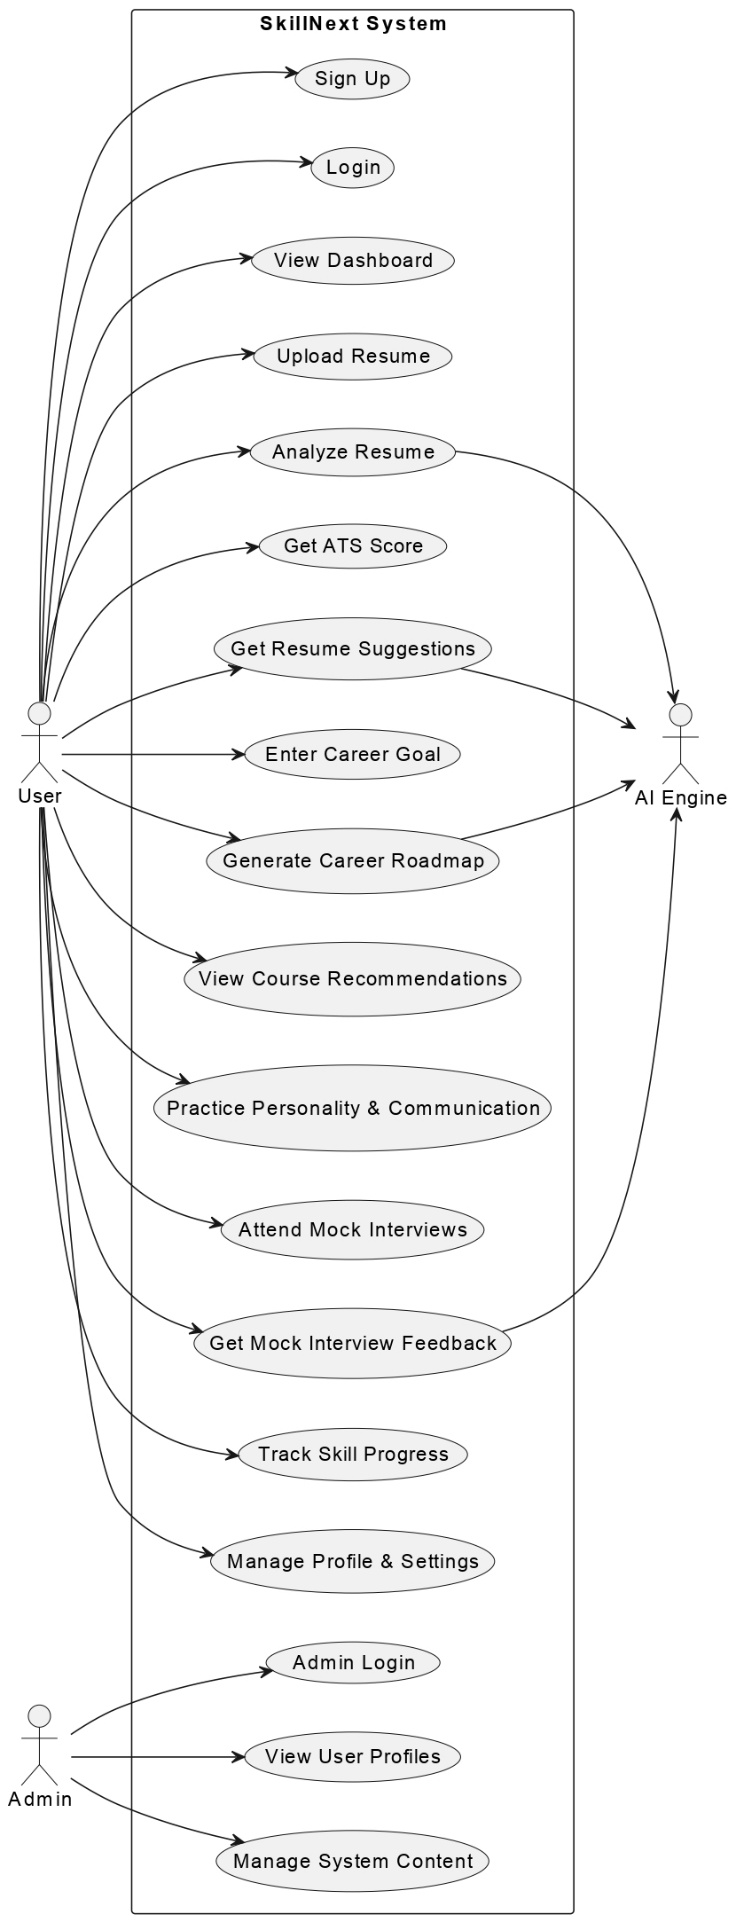 SkillNext System
Sign Up
Login
View Dashboard
Upload Resume
Analyze Resume
Get ATS Score
Get Resume Suggestions
Enter Career Goal
User
AI Engine
Generate Career Roadmap
View Course Recommendations
Practice Personality & Communication
Attend Mock Interviews
Get Mock Interview Feedback
Track Skill Progress
Manage Profile & Settings
Admin Login
View User Profiles
Admin
Manage System Content